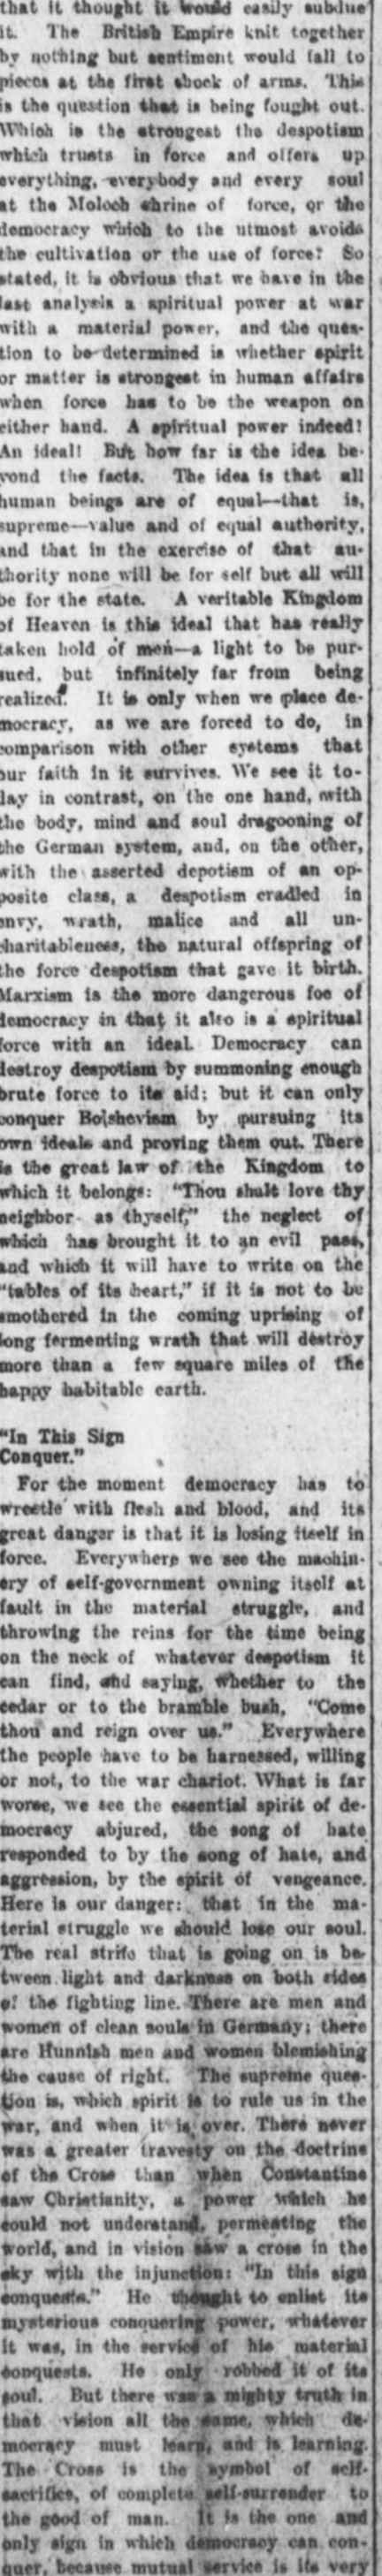 that it thought it would easily subdue
it. The British Empire knit together
by nothing but sentiment would fall to
pieces at the first shock of arms. This
is the question that is being fought out.
Which is the strongest the despotism
which trusts in force and offers up
everything, everybody and every soul
at the Moloch shrine of force, or the
democracy which to the utmost avoids
the cultivation or the use of force? So
stated, it is obvious that we have in the
last analysis a spiritual power at war
with a material power, and the ques-
tion to be determined is whether spirit
or matter is strongest in human affairs
when force has to be the weapon on
either hand. A spiritual power indeed!
An ideal! But how far is the idea be-
yond the facts. The idea is that all
human beings are of equal—that is,
supreme—value and of equal authority,
and that in the exercise of that au-
thority none will be for self but all will
be for the state. A veritable Kingdom
of Heaven is this ideal that has really
taken hold of men—a light to be pur-
sued, but infinitely far from being
realized. It is only when we place de-
mocracy, as we are forced to do, in
comparison with other systems that
our faith in it survives. We see it to-
day in contrast, on the one hand, with
the body, mind and soul dragooning of
the German system, and, on the other,
with the asserted depotism of an op-
posite class, a despotism cradled in
envy, wrath, malice and all un-
charitableness, the natural offspring of
the force despotism that gave it birth.
Marxism is the more dangerous foe of
democracy in that it also is a spiritual
force with an ideal. Democracy can
destroy despotism by summoning enough
brute force to its aid; but it can only
conquer Bolshevism by pursuing its
own ideals and proving them out. There
is the great law of the Kingdom to
which it belongs: "Thou shalt love thy
neighbor as thyself," the neglect of
which has brought it to an evil pass,
and which it will have to write on the
"tables of its heart," if it is not to be
smothered in the coming uprising of
long fermenting wrath that will destroy
more than a few square miles of the
happy habitable earth.
"In This Sign
Conquer."
For the moment democracy has to
wrestle with flesh and blood, and its
great danger is that it is losing itself in
force. Everywhere we see the machin-
ery of self-government owning itself at
fault in the material struggle, and
throwing the reins for the time being
on the neck of whatever despotism it
can find, and saying, whether to the
cedar or to the bramble bush, "Come
thou and reign over us." Everywhere
the people have to be harnessed, willing
or not, to the war chariot. What is far
worse, we see the essential spirit of de-
mocracy abjured, the song of hate
responded to by the song of hate, and
aggression, by the spirit of vengeance.
Here is our danger: that in the ma-
terial struggle we should lose our soul.
The real strife that is going on is be-
tween light and darkness on both sides
of the fighting line. There are men and
women of clean souls in Germany; there
are Hunnish men and women blemishing
the cause of right. The supreme ques-
tion is, which spirit is to rule us in the
war, and when it is over. There never
was a greater travesty on the doctrine
of the Cross than when Constantine
saw Christianity, a power which he
could not understand, permeating the
world, and in vision saw a cross in the
sky with the injunction: "In this sign
conquests." He thought to enlist its
mysterious conquering power, whatever
it was, in the service of his material
conquests. He only robbed it of its
soul. But there was a mighty truth in
that vision all the same, which de-
mocracy must learn, and is learning.
The Cross is the symbol of self-
sacrifice, of complete self-surrender to
the good of man. It is the one and
only sign in which democracy can con-
quer, because mutual service is its very